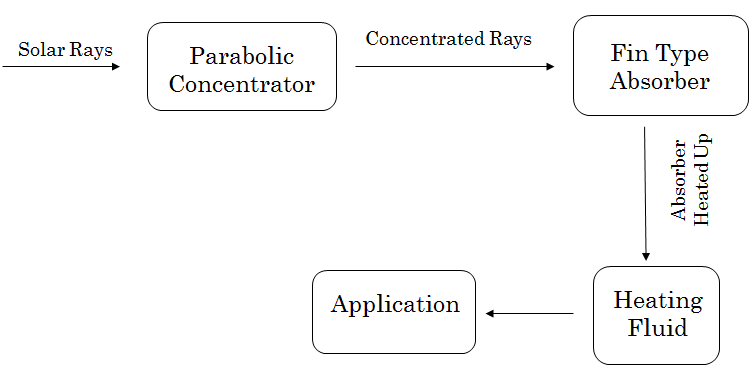 Solar Rays
Parabolic
Concentrator
Concentrated Rays
Fin Type
Absorber
Absorber
Heated Up
Heating
Fluid
Application